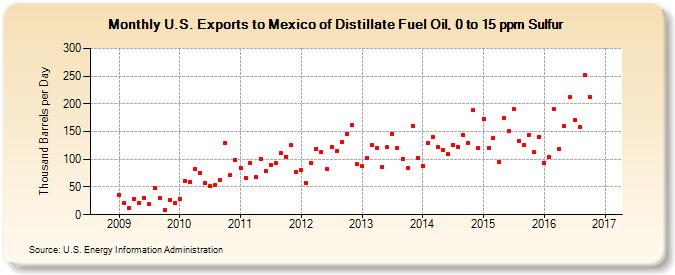 Monthly U.S. Exports to Mexico of Distillate Fuel Oil, 0 to 15 ppm Sulfur
Thousand Barrels per Day
300
250
200
150
100
50
0
2009 2010 2011 2012 2013 2014 2015 2016 2017
Source: U.S. Energy Information Administration